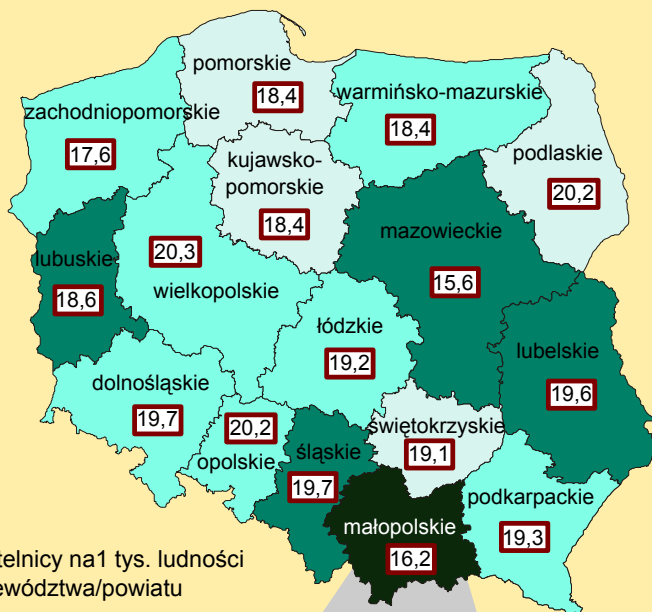 pomorskie
18,4
warmińsko-mazurskie
18,4
zachodniopomorskie
17,6
kujawsko-
pomorskie
18,4
podlaskie
20,2
mazowieckie
15,6
lubuskie
18,6
20,3
wielkopolskie
łódzkie
19,2
lubelskie
19,6
dolnośląskie
19,7
20,2
opolskie
śląskie
19,7
świętokrzyskie
19,1
podkarpackie
19,3
małopolskie
16,2
telnicy na1 tys. ludności
ewództwa/powiatu